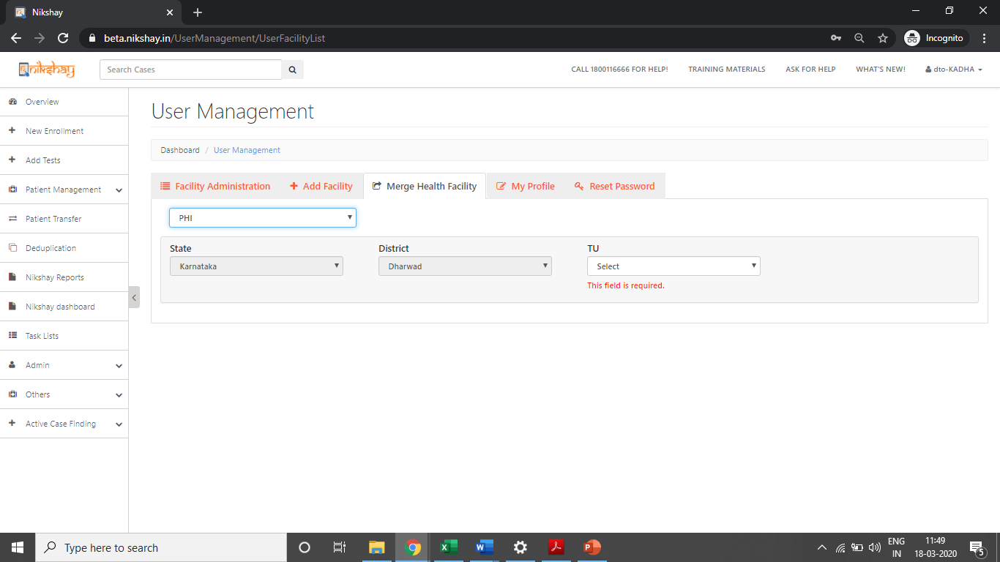 Nikshay
beta.nikshay.in/UserManagement/UserFacilityList
Incognito
nikshay
Search Cases
CALL 1800116666 FOR HELP!
TRAINING MATERIALS
ASK FOR HELP
WHAT'S NEW!
dto-KADHA
Overview
New Enrollment
Add Tests
Patient Management
Patient Transfer
Deduplication
Nikshay Reports
Nikshay dashboard
Task Lists
Admin
Others
Active Case Finding
User Management
Dashboard / User Management
Facility Administration
Add Facility
Merge Health Facility
My Profile
Reset Password
PHI
State
District
TU
Karnataka
Dharwad
Select
This field is required.
Type here to search
ENG
IN
11:49
18-03-2020
5